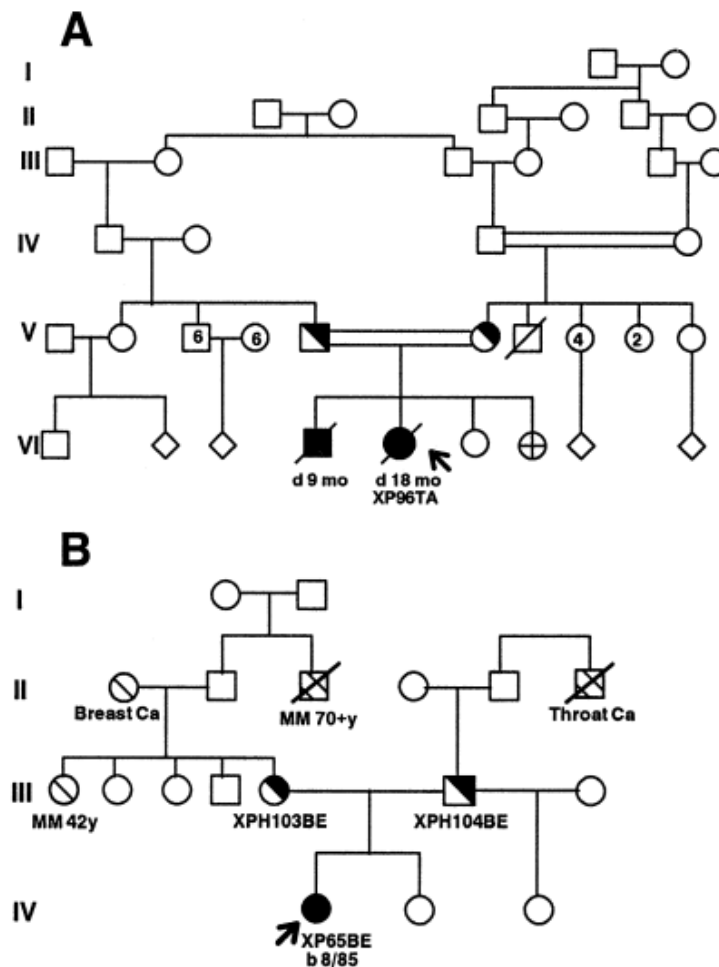 A
I
II
III
IV
V
6
6
4
2
VI
d 9 mo
d 18 mo
XP96TA
B
I
II
Breast Ca
MM 70+y
Throat Ca
III
MM 42y
XPH103BE
XPH104BE
IV
XP65BE
b 8/85